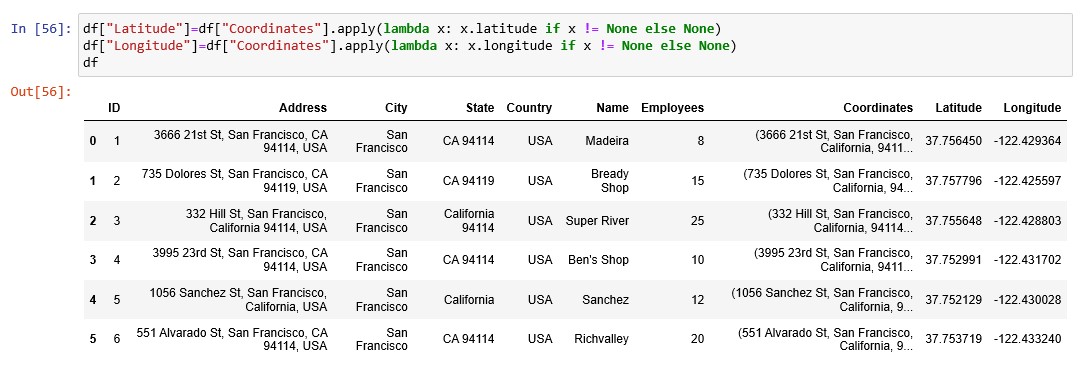 In [56]: df["Latitude"]=df["Coordinates"].apply(lambda x: x.latitude if x != None else None)
df["Longitude"]=df["Coordinates"].apply(lambda x: x.longitude if x != None else None)
df
Out[56]:
ID Address City State Country Name Employees Coordinates Latitude Longitude
0 1 3666 21st St, San Francisco, CA 94114, USA San Francisco CA 94114 USA Madeira 8 (3666 21st St, San Francisco, California, 9411... 37.756450 -122.429364
1 2 735 Dolores St, San Francisco, CA 94119, USA San Francisco CA 94119 USA Bready Shop 15 (735 Dolores St, San Francisco, California, 94... 37.757796 -122.425597
2 3 332 Hill St, San Francisco, California 94114, USA San Francisco California 94114 USA Super River 25 (332 Hill St, San Francisco, California, 94114... 37.755648 -122.428803
3 4 3995 23rd St, San Francisco, CA 94114, USA San Francisco CA 94114 USA Ben's Shop 10 (3995 23rd St, San Francisco, California, 9411... 37.752991 -122.431702
4 5 1056 Sanchez St, San Francisco, California, USA San Francisco California USA Sanchez 12 (1056 Sanchez St, San Francisco, California, 9... 37.752129 -122.430028
5 6 551 Alvarado St, San Francisco, CA 94114, USA San Francisco CA 94114 USA Richvalley 20 (551 Alvarado St, San Francisco, California, 9... 37.753719 -122.433240